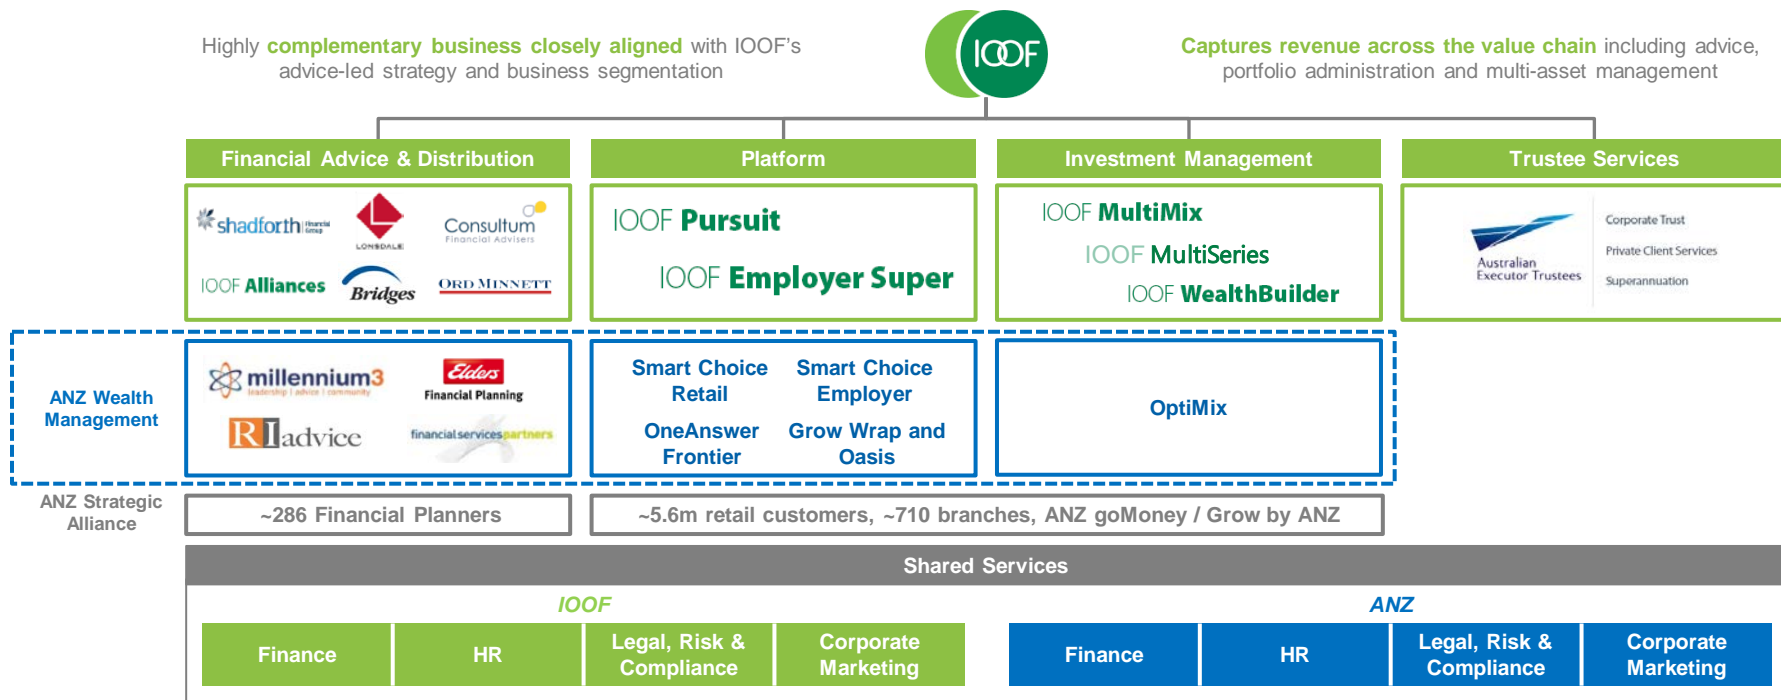 Highly complementary business closely aligned with IOOF's
advice-led strategy and business segmentation
IOOF
Captures revenue across the value chain including advice,
portfolio administration and multi-asset management
Financial Advice & Distribution
Platform
Investment Management
Trustee Services
shadforth Financial Group
LONSDALE
Consultum
Financial Advisers
IOOF Alliances
Bridges
ORD MINNETT
IOOF Pursuit
IOOF Employer Super
IOOF MultiMix
IOOF MultiSeries
IOOF WealthBuilder
Australian
Executor Trustees
Corporate Trust
Private Client Services
Superannuation
ANZ Wealth
Management
millennium3
leadership | advice | community
Elders
Financial Planning
RI advice
financialservicespartners
Smart Choice
Retail
Smart Choice
Employer
OneAnswer
Frontier
Grow Wrap and
Oasis
OptiMix
ANZ Strategic
Alliance
~286 Financial Planners
~5.6m retail customers, ~710 branches, ANZ goMoney / Grow by ANZ
Shared Services
IOOF
ANZ
Finance
HR
Legal, Risk &
Compliance
Corporate
Marketing
Finance
HR
Legal, Risk &
Compliance
Corporate
Marketing